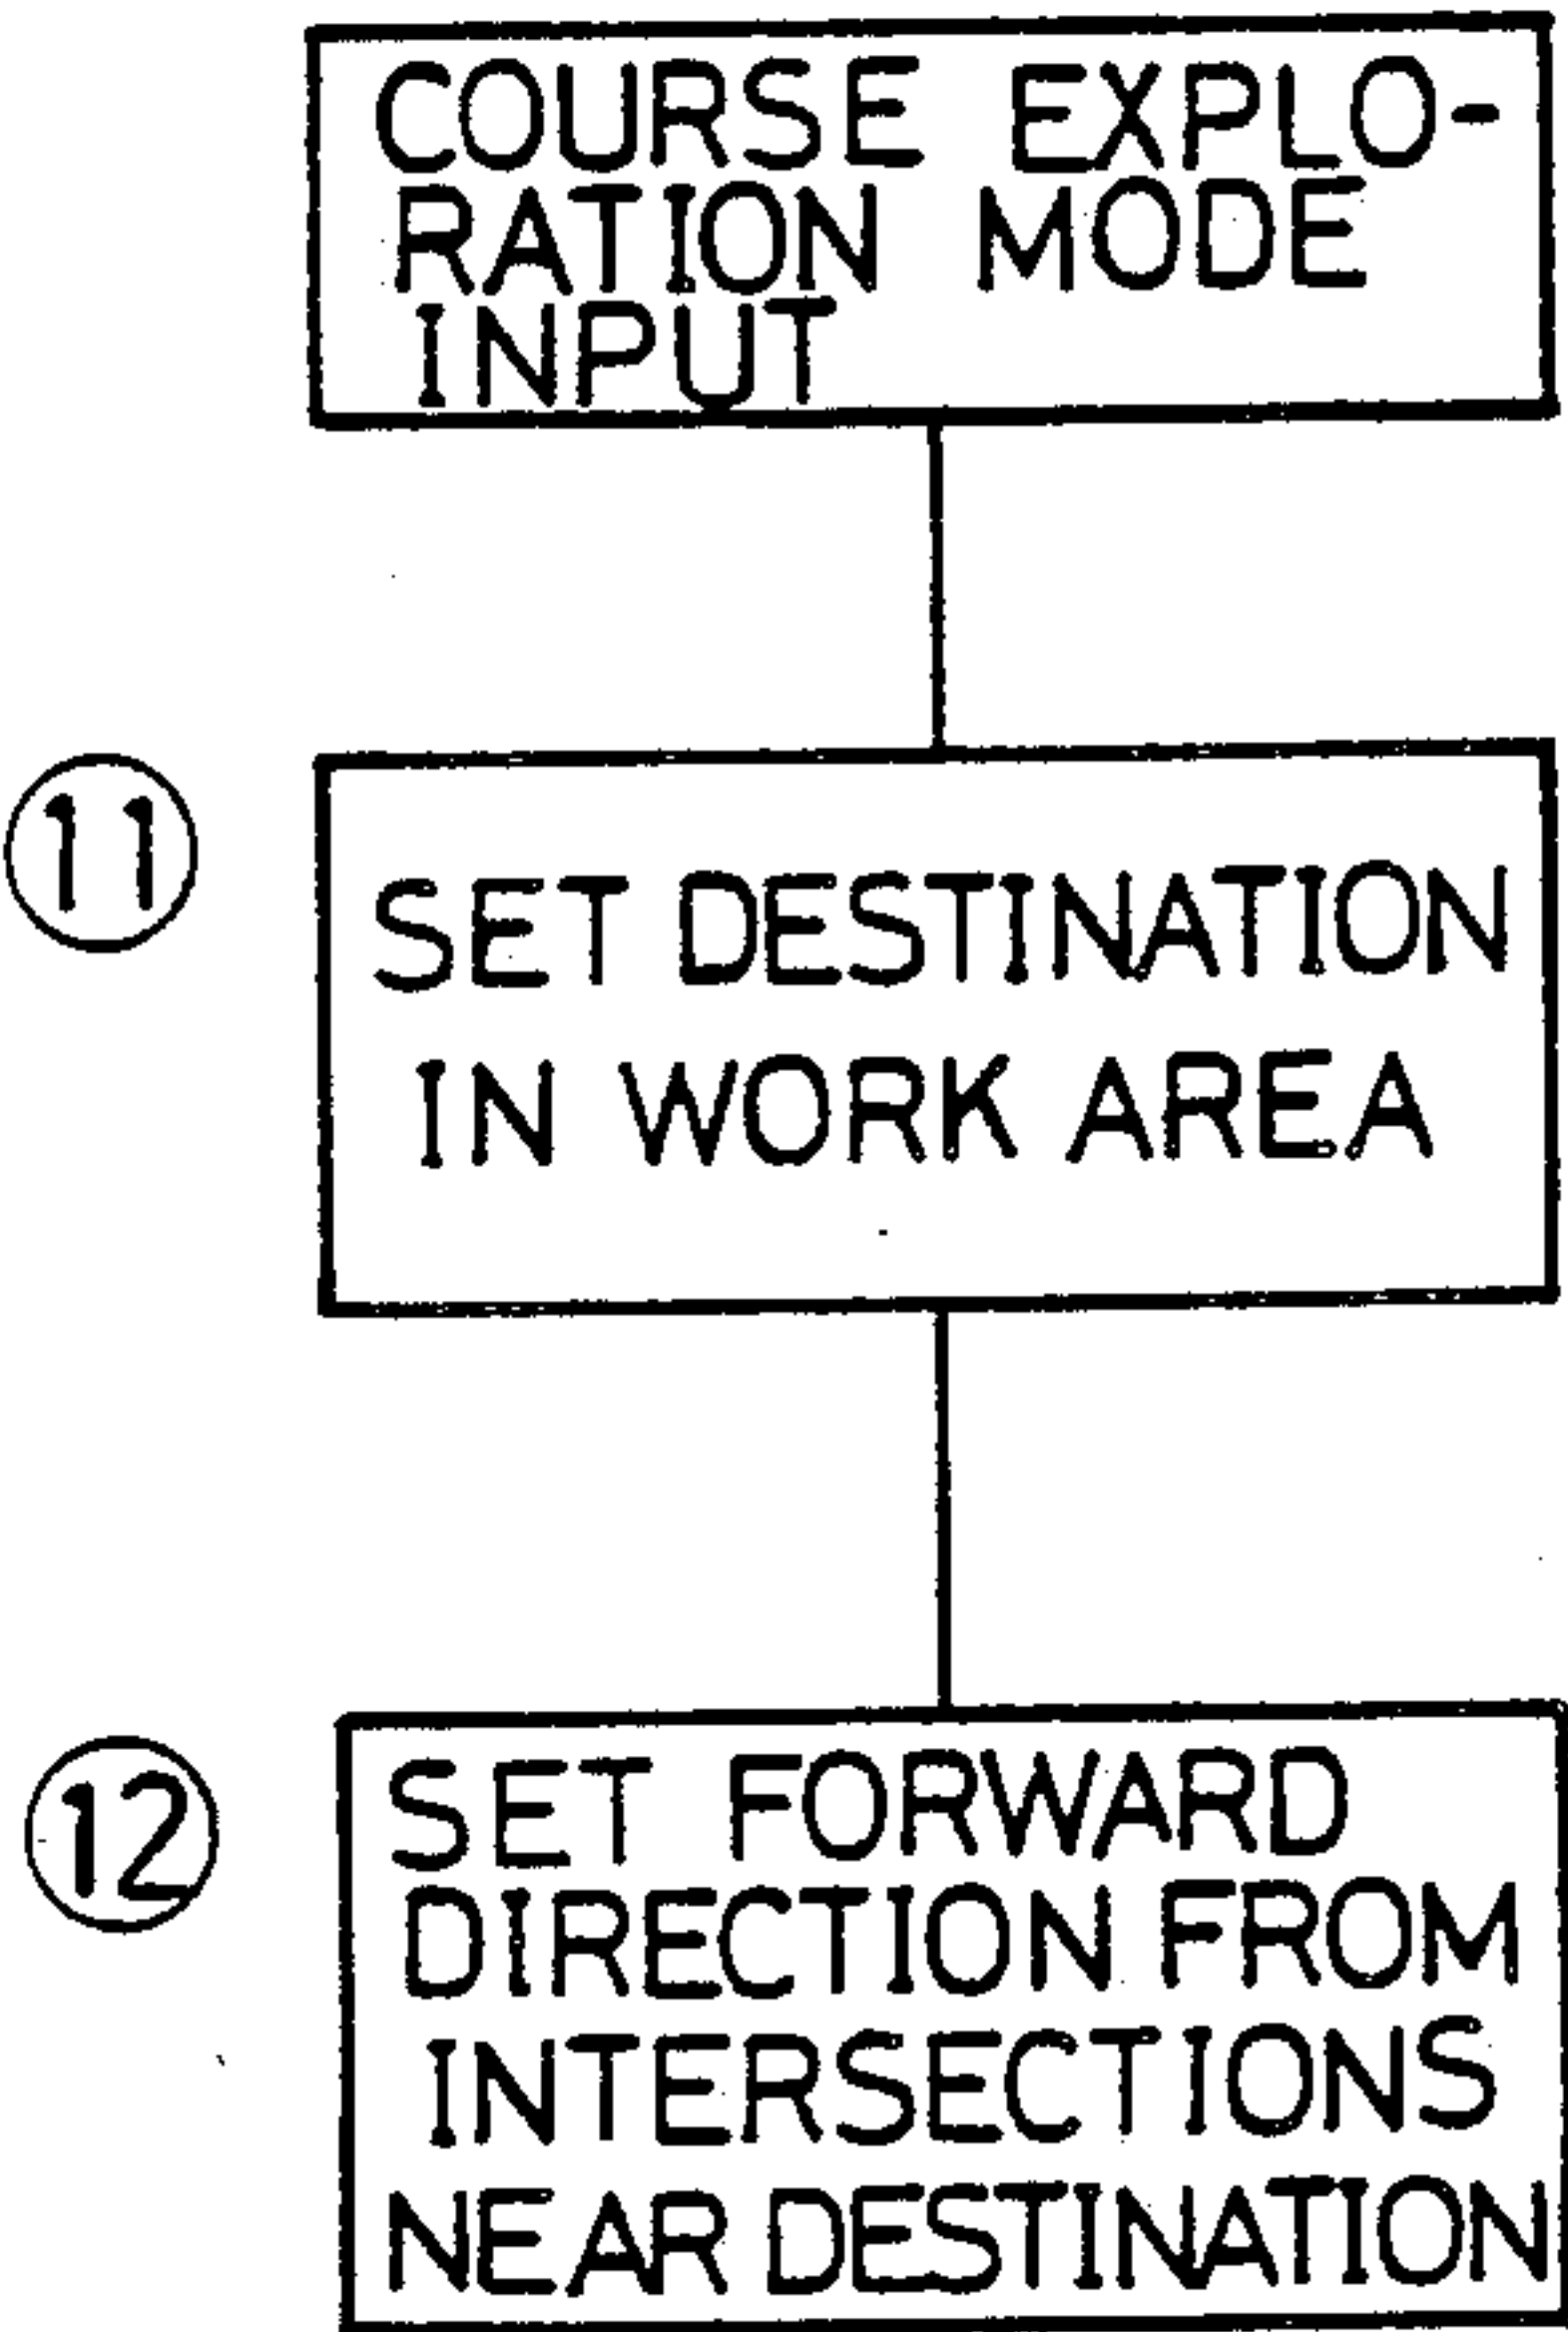 COURSE EXPLO-
RATION MODE
INPUT
11
SET DESTINATION
IN WORK AREA
12
SET FORWARD
DIRECTION FROM
INTERSECTIONS
NEAR DESTINATION